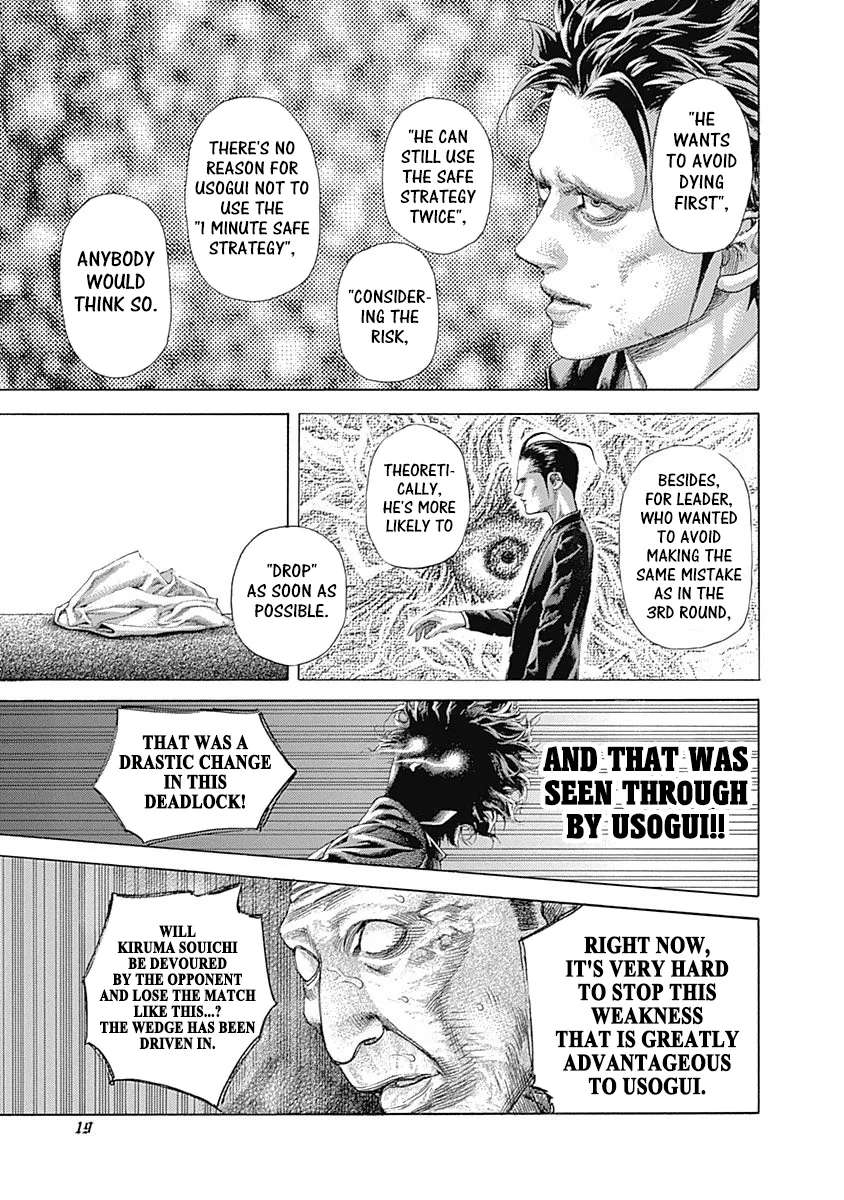 "HE
WANTS
TO AVOID
DYING
FIRST",
"HE CAN
STILL USE
THE SAFE
STRATEGY
TWICE",
"CONSIDER-
ING THE
RISK,
THERE'S NO
REASON FOR
USOGUI NOT TO
USE THE
"1 MINUTE SAFE
STRATEGY",
ANYBODY
WOULD
THINK SO.
BESIDES,
FOR LEADER,
WHO WANTED
TO AVOID
MAKING THE
SAME MISTAKE
AS IN THE
3RD ROUND,
THEORETI-
CALLY,
HE'S MORE
LIKELY TO
"DROP"
AS SOON AS
POSSIBLE.
AND THAT WAS
SEEN THROUGH
BY USOGUI!!
THAT WAS A
DRASTIC CHANGE
IN THIS
DEADLOCK!
RIGHT NOW,
IT'S VERY HARD
TO STOP THIS
WEAKNESS
THAT IS GREATLY
ADVANTAGEOUS
TO USOGUI.
WILL
KIRUMA SOUICHI
BE DEVOURED
BY THE OPPONENT
AND LOSE THE MATCH
LIKE THIS...?
THE WEDGE HAS BEEN
DRIVEN IN.
19